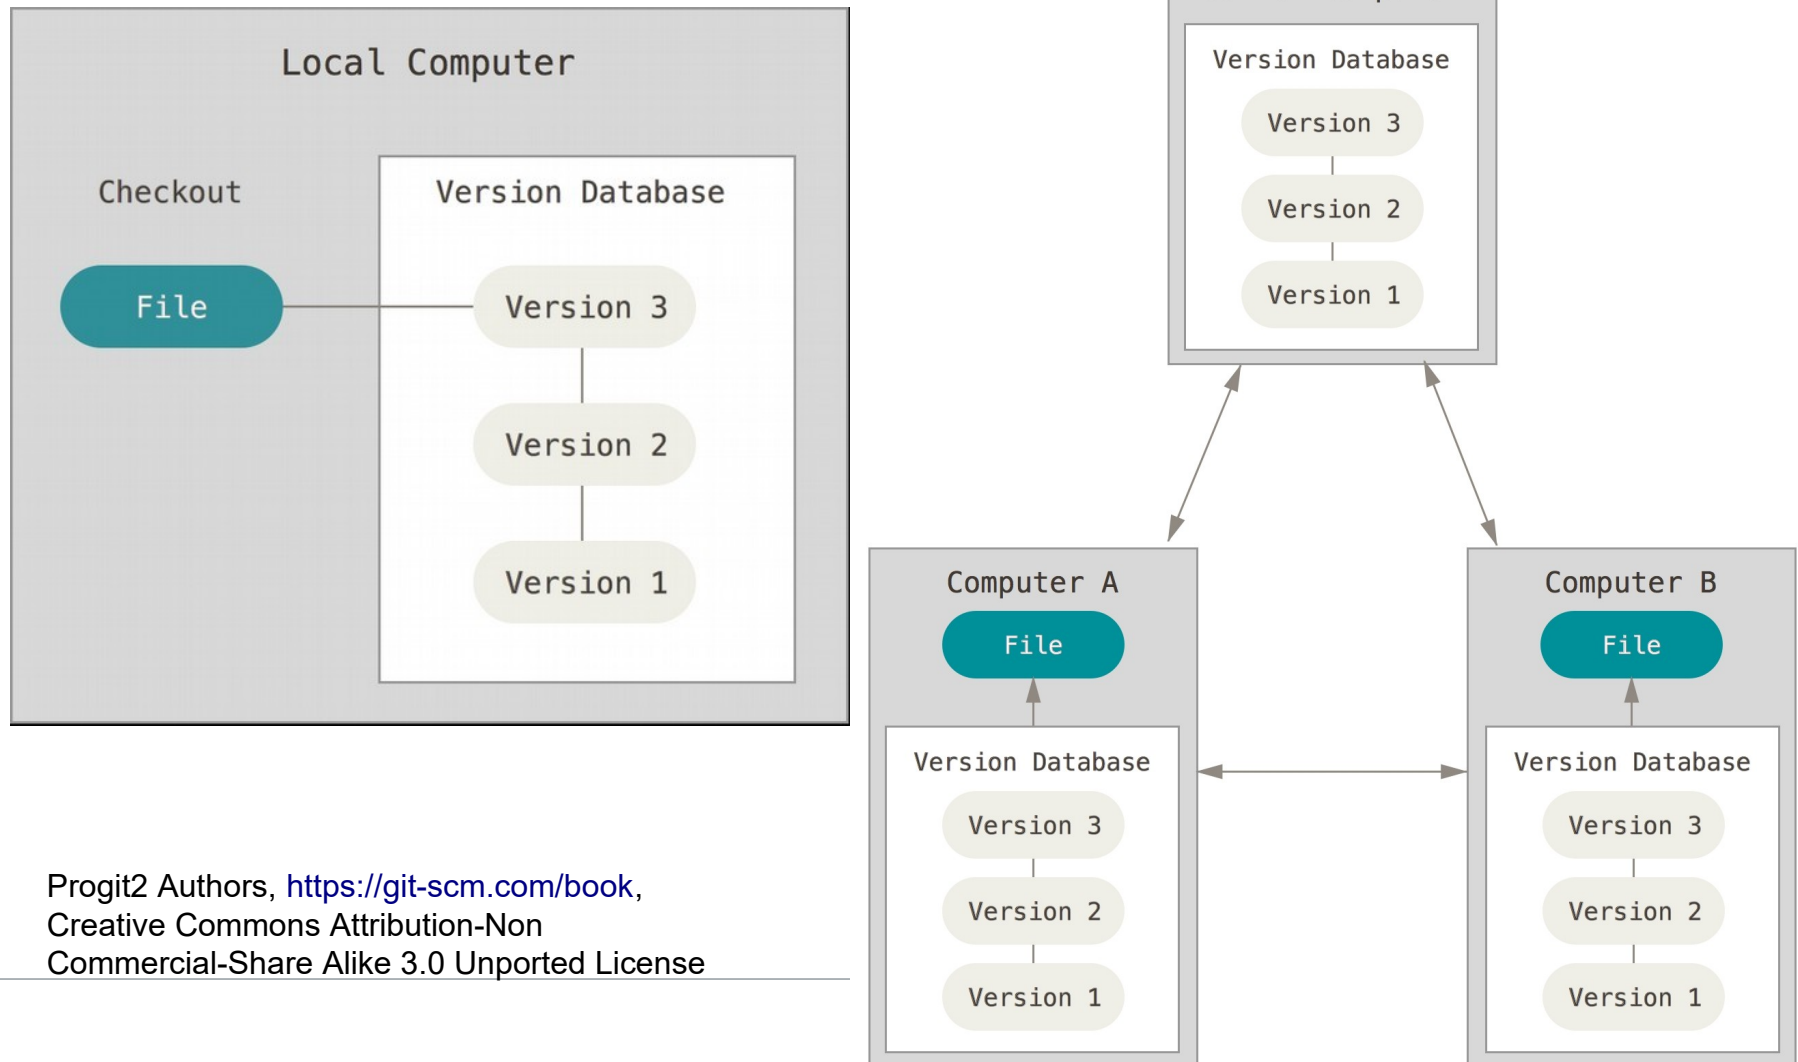 Local Computer
Checkout
Version Database
File
Version 3
Version 2
Version 1
Progit2 Authors, https://git-scm.com/book,
Creative Commons Attribution-Non
Commercial-Share Alike 3.0 Unported License
Version Database
Version 3
Version 2
Version 1
Computer A
File
Version Database
Version 3
Version 2
Version 1
Computer B
File
Version Database
Version 3
Version 2
Version 1